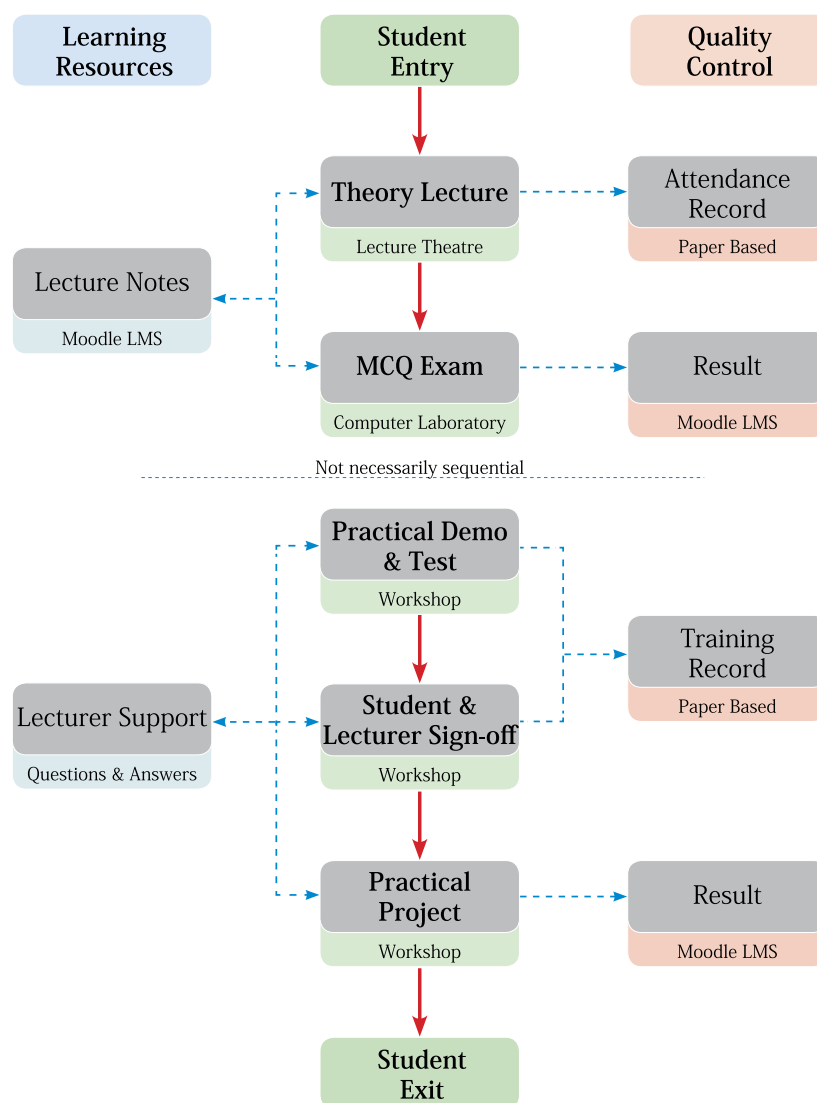 Learning
Resources
Student
Entry
Quality
Control
Theory Lecture
Lecture Theatre
Attendance
Record
Paper Based
Lecture Notes
Moodle LMS
MCQ Exam
Computer Laboratory
Result
Moodle LMS
Not necessarily sequential
Practical Demo
& Test
Workshop
Training
Record
Paper Based
Lecturer Support
Questions & Answers
Student &
Lecturer Sign-off
Workshop
Practical
Project
Workshop
Result
Moodle LMS
Student
Exit